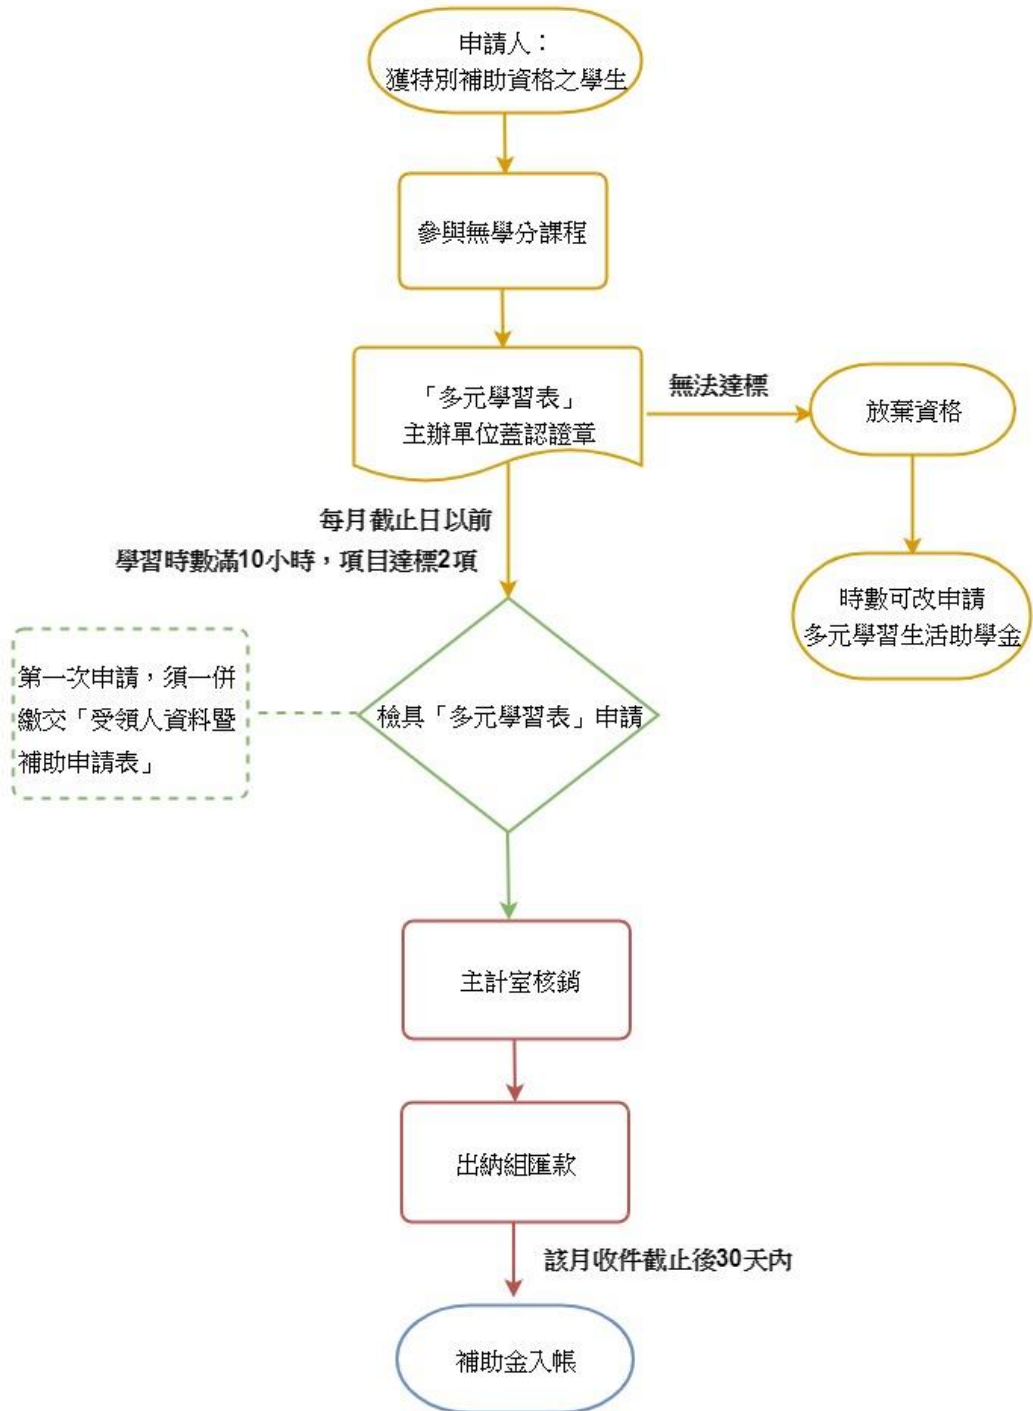 申請人：
獲特別補助資格之學生
參與無學分課程
「多元學習表」
主辦單位蓋認證章
無法達標
放棄資格
時數可改申請
多元學習生活助學金
每月截止日以前
學習時數滿10小時，項目達標2項
第一次申請，須一併
繳交「受領人資料暨
補助申請表」
檢具「多元學習表」申請
主計室核銷
出納組匯款
該月收件截止後30天內
補助金入帳